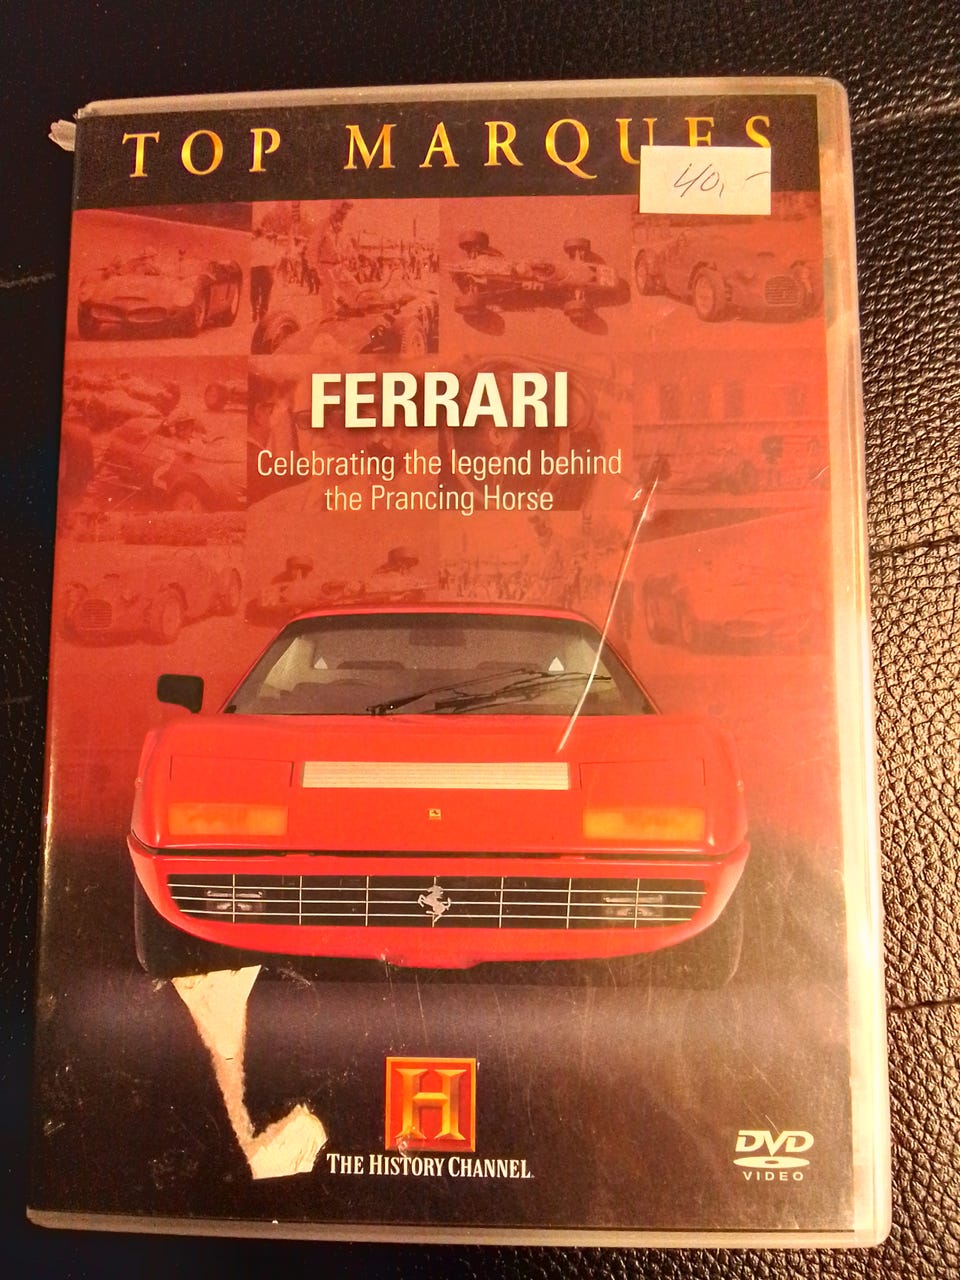 TOP MARQUES
40,-
FERRARI
Celebrating the legend behind
the Prancing Horse
H
THE HISTORY CHANNEL.
DVD
VIDEO